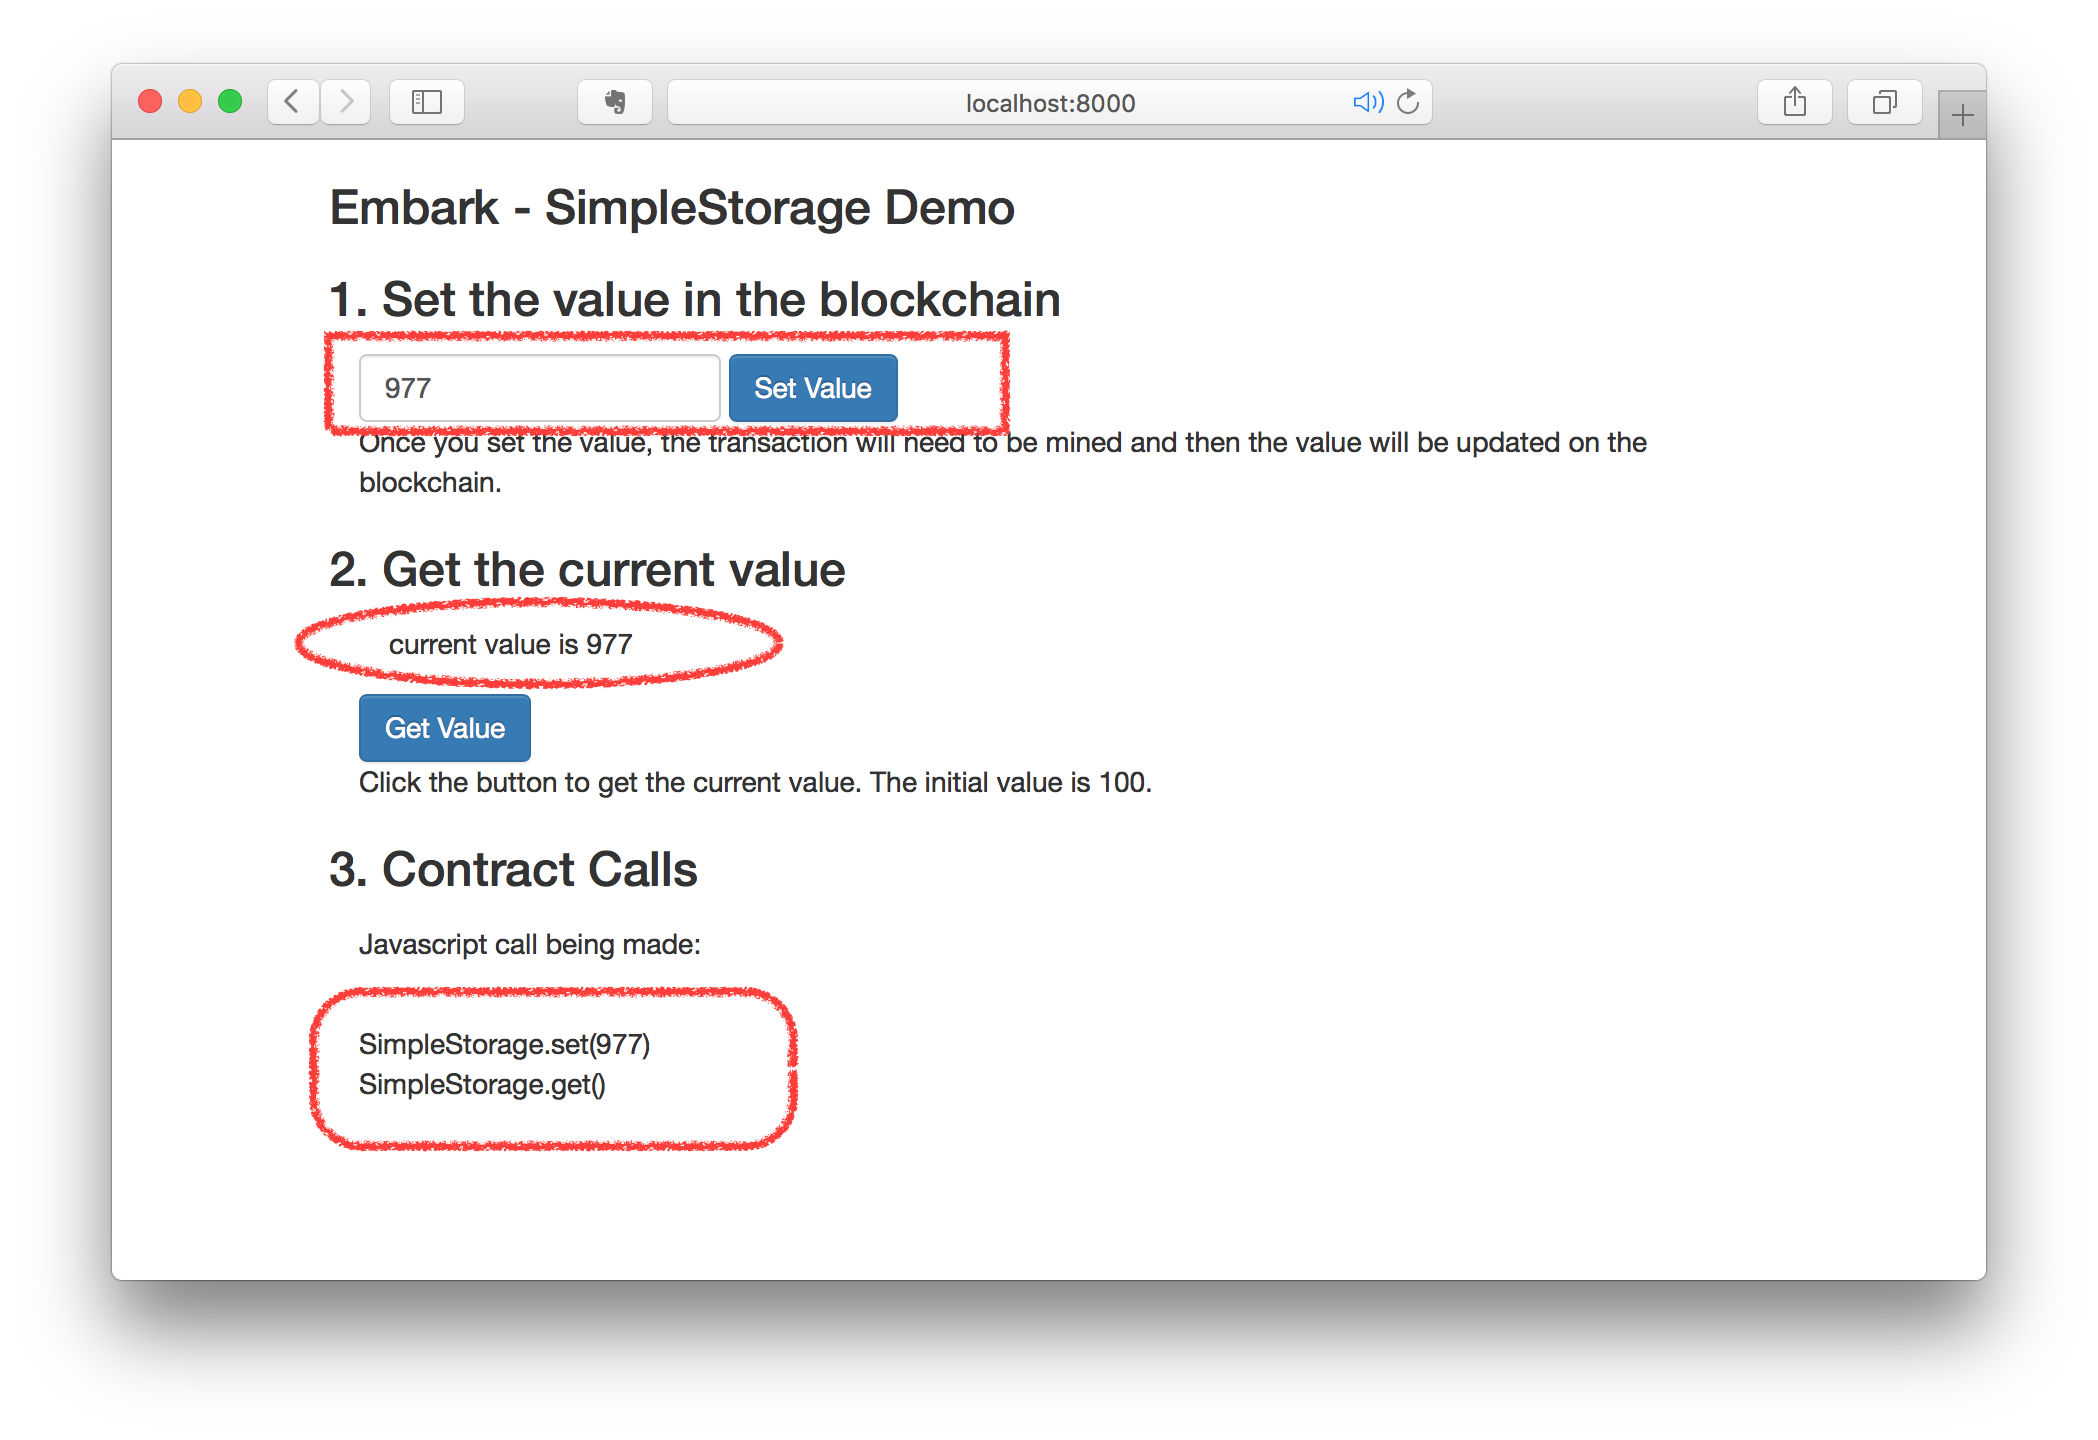 localhost:8000
Embark - SimpleStorage Demo
1. Set the value in the blockchain
977
Set Value
Once you set the value, the transaction will need to be mined and then the value will be updated on the
blockchain.
2. Get the current value
current value is 977
Get Value
Click the button to get the current value. The initial value is 100.
3. Contract Calls
Javascript call being made:
SimpleStorage.set(977)
SimpleStorage.get()